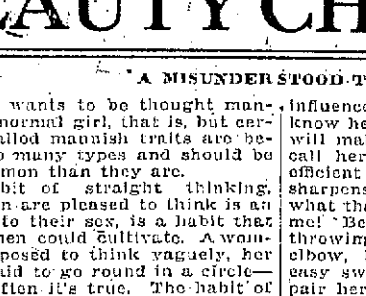 AUTY CH
A MISUNDERSTOOD T
wants to be thought man-
normal girl, that is, but cer-
alled mannish traits are be-
o many types and should be
mon than they are.
bit of straight thinking,
n are pleased to think is an
to their sex, is a habit that
en could cultivate. A wom-
posed to think vaguely, her
aid to go round in a circle—
ften it's true. The habit of
influence
know he
will ma
call her
efficient
sharpens
what tha
me! Be
throwing
elbow,
easy sw
pair her